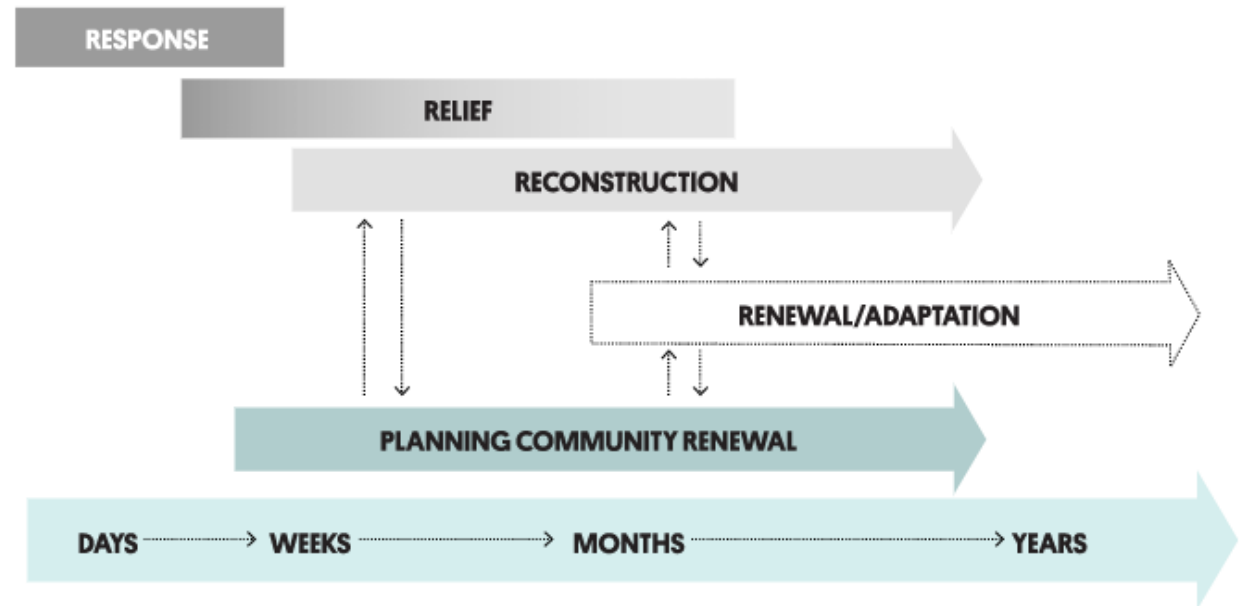 RESPONSE
RELIEF
RECONSTRUCTION
RENEWAL/ADAPTATION
PLANNING COMMUNITY RENEWAL
DAYS WEEKS MONTHS YEARS